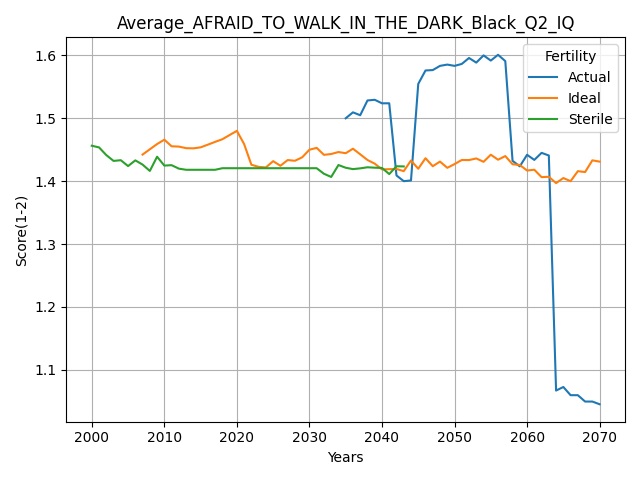 Average_AFRAID_TO_WALK_IN_THE_DARK_Black_Q2_IQ
Fertility
Actual
Ideal
Sterile
Score(1-2)
1.6
1.5
1.4
1.3
1.2
1.1
2000 2010 2020 2030 2040 2050 2060 2070
Years